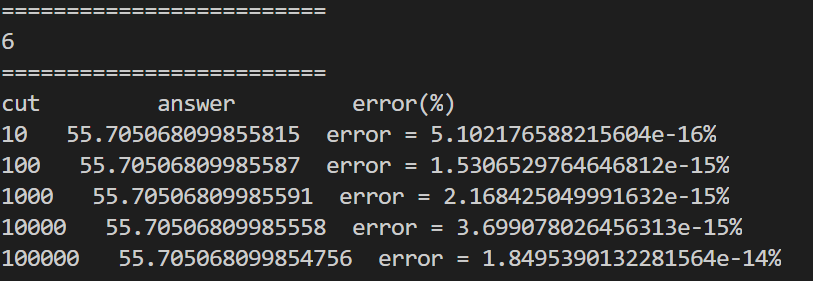 =========================
6
=========================
cut         answer         error(%)
10   55.705068099855815  error = 5.102176588215604e-16%
100   55.70506809985587  error = 1.5306529764646812e-15%
1000   55.70506809985591  error = 2.168425049991632e-15%
10000   55.70506809985558  error = 3.699078026456313e-15%
100000   55.705068099854756  error = 1.8495390132281564e-14%